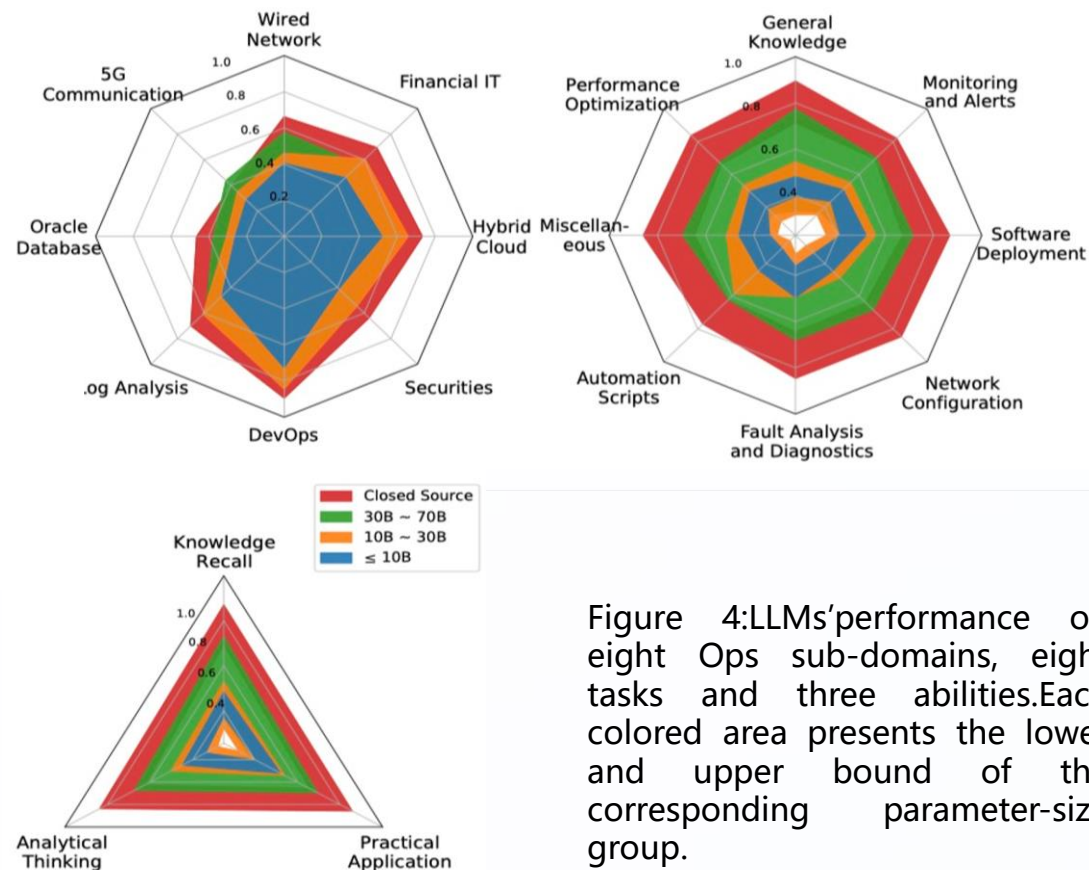 Wired
Network
Financial IT
Hybrid
Cloud
Securities
DevOps
.og Analysis
Oracle
Database
5G
Communication
1.0
0.8
0.6
0.4
0.2
General
Knowledge
Monitoring
and Alerts
Software
Deployment
Network
Configuration
Fault Analysis
and Diagnostics
Automation
Scripts
Miscellan-
eous
Performance
Optimization
1.0
0.8
0.6
0.4
Closed Source
30B ~ 70B
10B ~ 30B
≤ 10B
Knowledge
Recall
1.0
0.8
0.6
0.4
Analytical
Thinking
Practical
Application
Figure 4:LLMs'performance o
eight Ops sub-domains, eigh
tasks and three abilities.Eac
colored area presents the lowe
and upper bound of th
corresponding parameter-siz
group.